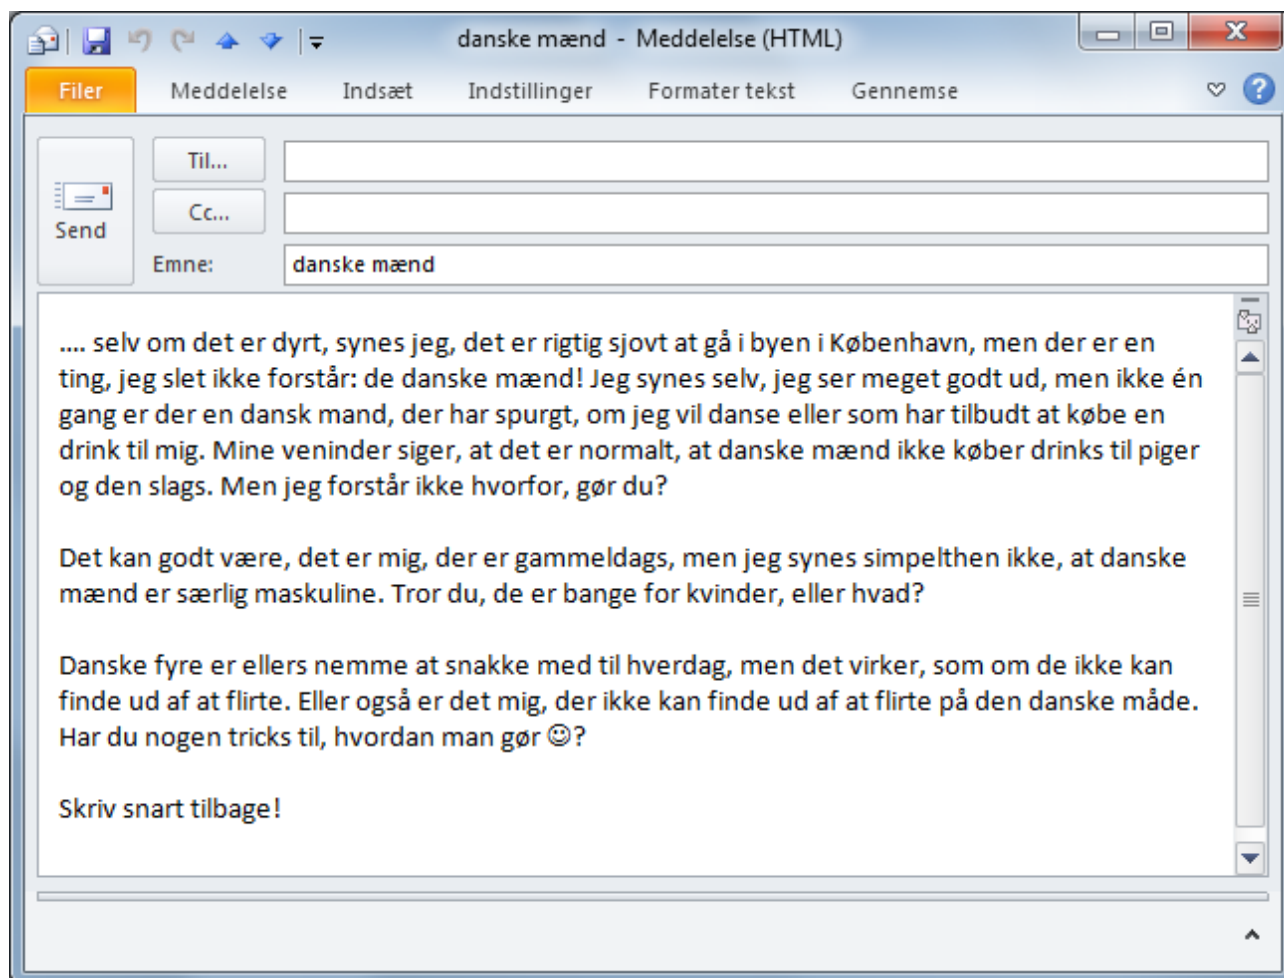 danske mænd - Meddelelse (HTML)
Filer Meddelelse Indsæt Indstillinger Formater tekst Gennemse
Til...
Cc...
Send
Emne: danske mænd
.... selv om det er dyrt, synes jeg, det er rigtig sjovt at gå i byen i København, men der er en
ting, jeg slet ikke forstår: de danske mænd! Jeg synes selv, jeg ser meget godt ud, men ikke én
gang er der en dansk mand, der har spurgt, om jeg vil danse eller som har tilbudt at købe en
drink til mig. Mine veninder siger, at det er normalt, at danske mænd ikke køber drinks til piger
og den slags. Men jeg forstår ikke hvorfor, gør du?
Det kan godt være, det er mig, der er gammeldags, men jeg synes simpelthen ikke, at danske
mænd er særlig maskuline. Tror du, de er bange for kvinder, eller hvad?
Danske fyre er ellers nemme at snakke med til hverdag, men det virker, som om de ikke kan
finde ud af at flirte. Eller også er det mig, der ikke kan finde ud af at flirte på den danske måde.
Har du nogen tricks til, hvordan man gør ☺?
Skriv snart tilbage!